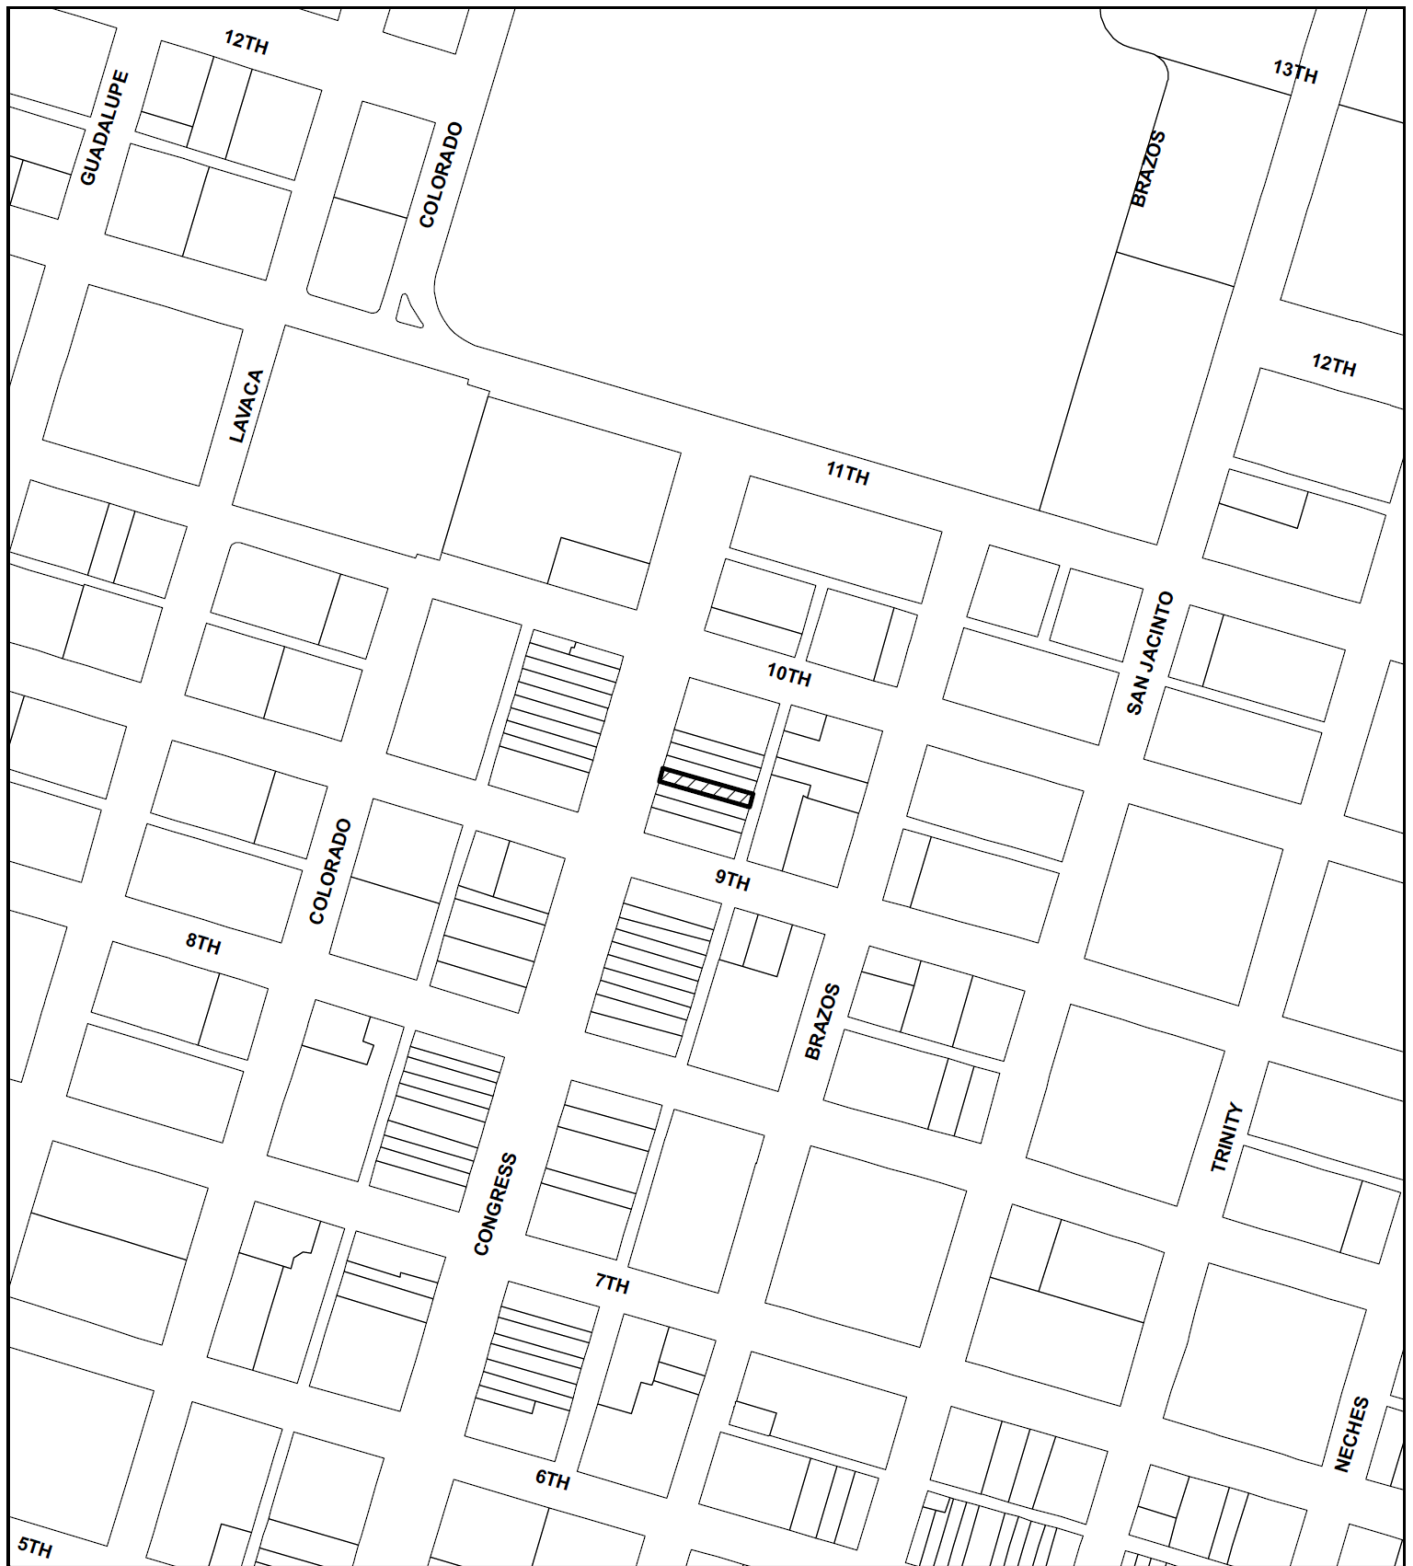 12TH
13TH
GUADALUPE
COLORADO
BRAZOS
12TH
LAVACA
11TH
SAN JACINTO
10TH
COLORADO
9TH
8TH
BRAZOS
TRINITY
CONGRESS
7TH
NECHES
6TH
5TH